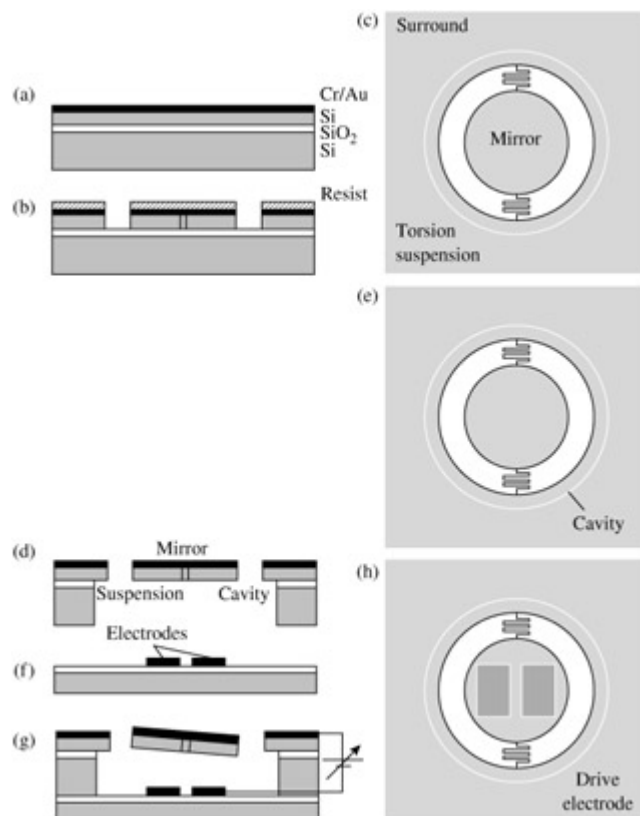 (a)
Cr/Au
Si
SiO2
Si
(b)
Resist
(c)
Surround
Mirror
Torsion
suspension
(e)
Cavity
(d)
Mirror
Suspension
Cavity
Electrodes
(f)
(g)
(h)
Drive
electrode